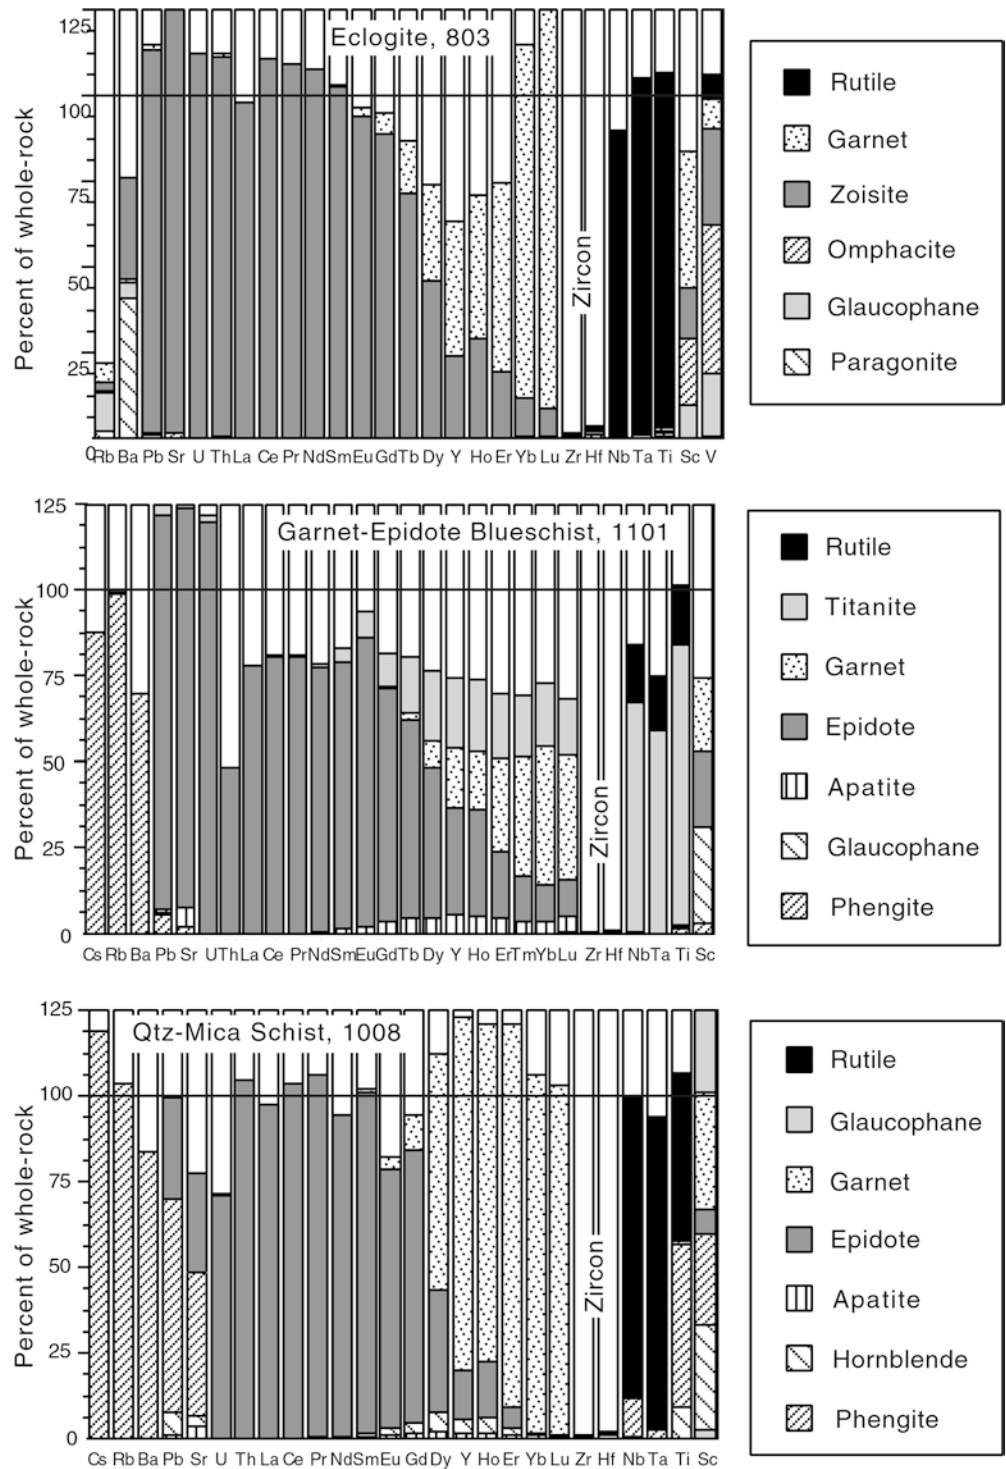 Eclogite, 803
Percent of whole-rock
125
100
75
50
25
0
Zircon
Rb Ba Pb Sr U Th La Ce Pr Nd Sm Eu Gd Tb Dy Y Ho Er Yb Lu Zr Hf Nb Ta Ti Sc V
Rutile
Garnet
Zoisite
Omphacite
Glaucophane
Paragonite
Garnet-Epidote Blueschist, 1101
Percent of whole-rock
125
100
75
50
25
0
Zircon
Cs Rb Ba Pb Sr U Th La Ce Pr Nd Sm Eu Gd Tb Dy Y Ho Er Tm Yb Lu Zr Hf Nb Ta Ti Sc
Rutile
Titanite
Garnet
Epidote
Apatite
Glaucophane
Phengite
Qtz-Mica Schist, 1008
Percent of whole-rock
125
100
75
50
25
0
Zircon
Cs Rb Ba Pb Sr U Th La Ce Pr Nd Sm Eu Gd Dy Y Ho Er Yb Lu Zr Hf Nb Ta Ti Sc
Rutile
Glaucophane
Garnet
Epidote
Apatite
Hornblende
Phengite